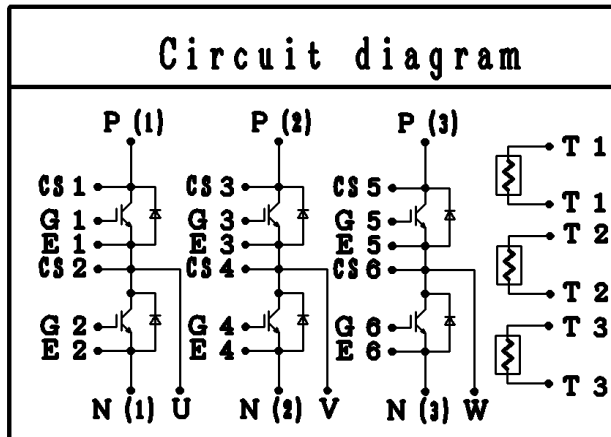 Circuit diagram
P (1) P (2) P (3)
T 1
CS 1 CS 3 CS 5
T 1
G 1 G 3 G 5
T 2
E 1 E 3 E 5
CS 2 CS 4 CS 6
T 2
G 2 G 4 G 6
T 3
E 2 E 4 E 6
T 3
N (1) U N (2) V N (3) W